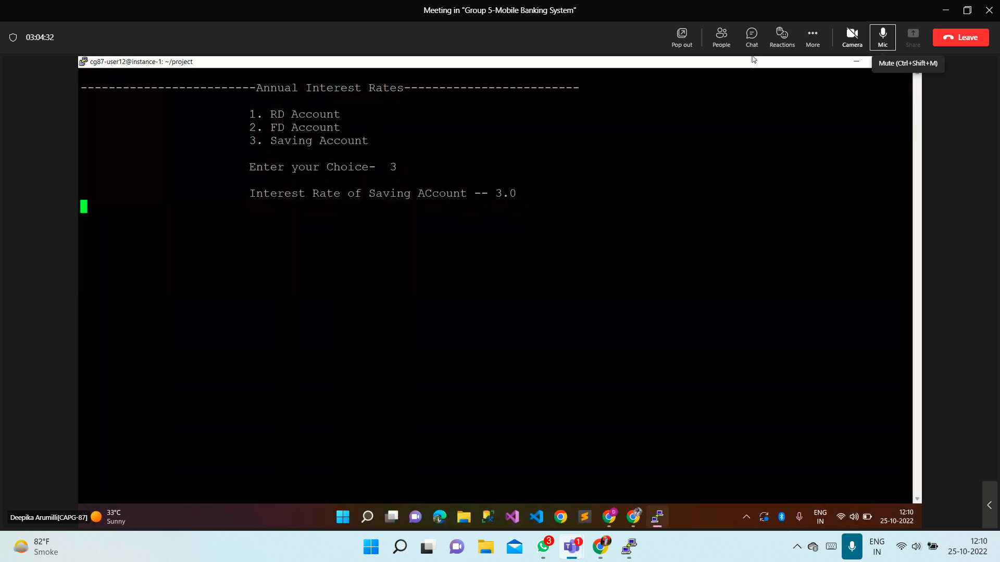 Meeting in "Group 5-Mobile Banking System"
03:04:32
Pop out
People
Chat
Reactions
More
Camera
Mic
Share
Leave
cg87-user12@instance-1: ~/project
Mute (Ctrl+Shift+M)
-------------------------Annual Interest Rates-------------------------
1. RD Account
2. FD Account
3. Saving Account
Enter your Choice-  3
Interest Rate of Saving ACcount -- 3.0
Deepika Arumilli[CAPG-87]
33°C
Sunny
D
ENG
IN
12:10
25-10-2022
82°F
Smoke
3
1
ENG
IN
12:10
25-10-2022